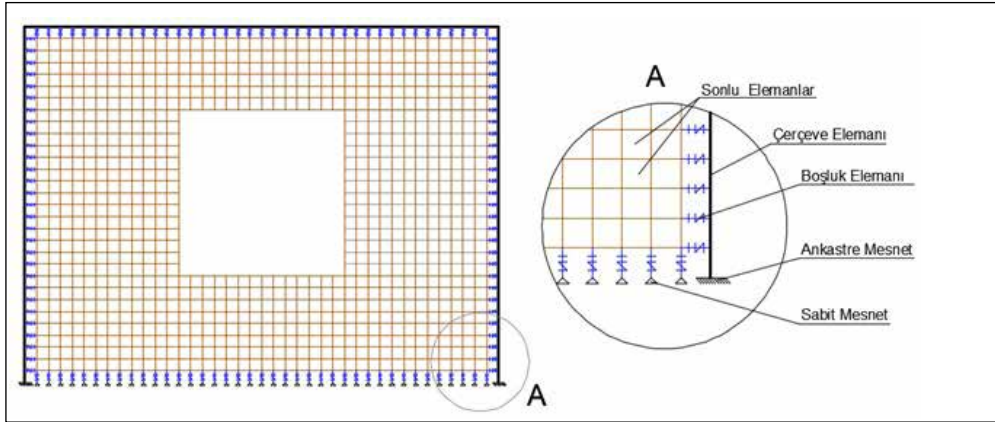 A
A
Sonlu Elemanlar
Çerçeve Elemanı
Boşluk Elemanı
Ankastre Mesnet
Sabit Mesnet